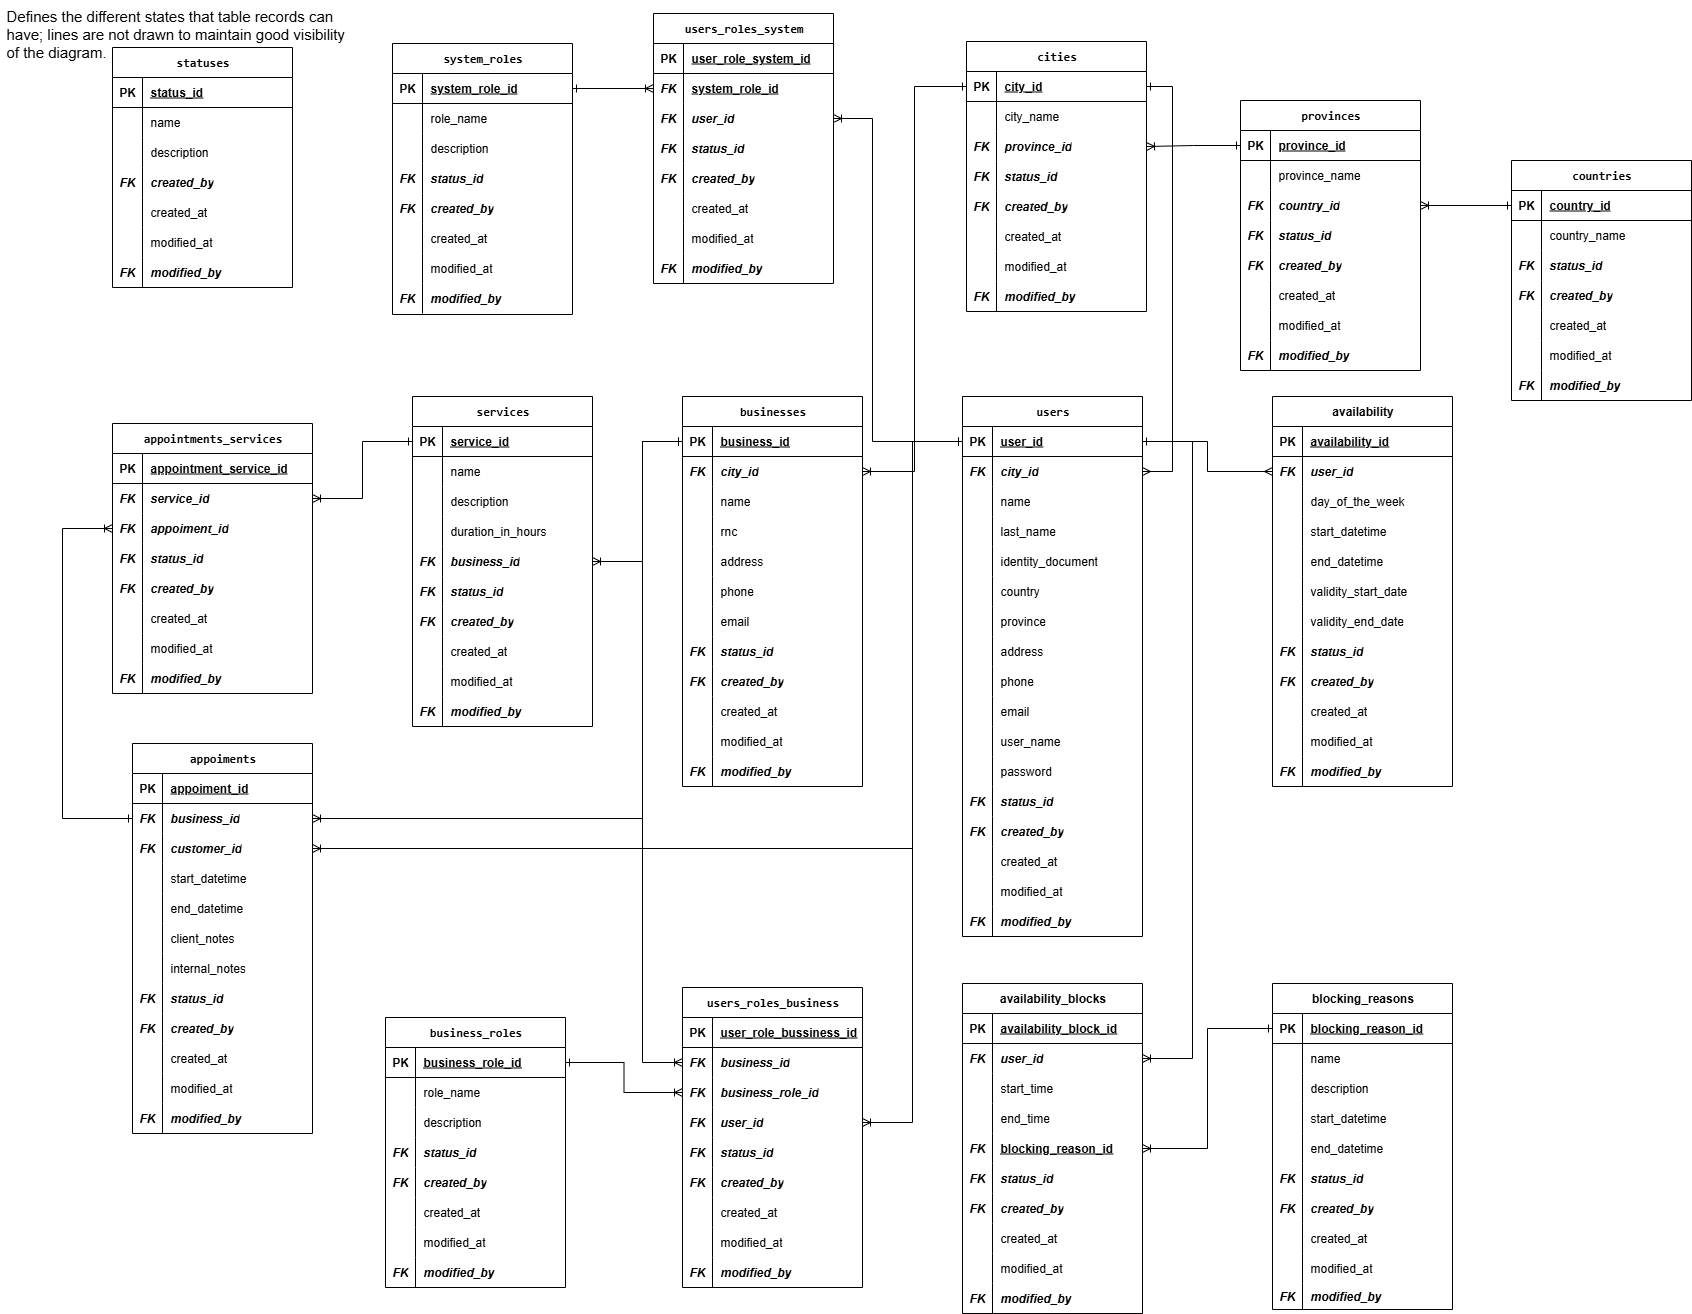 Defines the different states that table records can
have; lines are not drawn to maintain good visibility
of the diagram.
statuses
PK status_id
name
description
FK created_by
created_at
modified_at
FK modified_by
system_roles
PK system_role_id
role_name
description
FK status_id
FK created_by
created_at
modified_at
FK modified_by
users_roles_system
PK user_role_system_id
FK system_role_id
FK user_id
FK status_id
FK created_by
created_at
modified_at
FK modified_by
cities
PK city_id
city_name
FK province_id
FK status_id
FK created_by
created_at
modified_at
FK modified_by
provinces
PK province_id
province_name
FK country_id
FK status_id
FK created_by
created_at
modified_at
FK modified_by
countries
PK country_id
country_name
FK status_id
FK created_by
created_at
modified_at
FK modified_by
appointments_services
PK appointment_service_id
FK service_id
FK appoiment_id
FK status_id
FK created_by
created_at
modified_at
FK modified_by
services
PK service_id
name
description
duration_in_hours
FK business_id
FK status_id
FK created_by
created_at
modified_at
FK modified_by
businesses
PK business_id
FK city_id
name
rnc
address
phone
email
FK status_id
FK created_by
created_at
modified_at
FK modified_by
users
PK user_id
FK city_id
name
last_name
identity_document
country
province
address
phone
email
user_name
password
FK status_id
FK created_by
created_at
modified_at
FK modified_by
availability
PK availability_id
FK user_id
day_of_the_week
start_datetime
end_datetime
validity_start_date
validity_end_date
FK status_id
FK created_by
created_at
modified_at
FK modified_by
appoiments
PK appoiment_id
FK business_id
FK customer_id
start_datetime
end_datetime
client_notes
internal_notes
FK status_id
FK created_by
created_at
modified_at
FK modified_by
business_roles
PK business_role_id
role_name
description
FK status_id
FK created_by
created_at
modified_at
FK modified_by
users_roles_business
PK user_role_bussiness_id
FK business_id
FK business_role_id
FK user_id
FK status_id
FK created_by
created_at
modified_at
FK modified_by
availability_blocks
PK availability_block_id
FK user_id
start_time
end_time
FK blocking_reason_id
FK status_id
FK created_by
created_at
modified_at
FK modified_by
blocking_reasons
PK blocking_reason_id
name
description
start_datetime
end_datetime
FK status_id
FK created_by
created_at
modified_at
FK modified_by